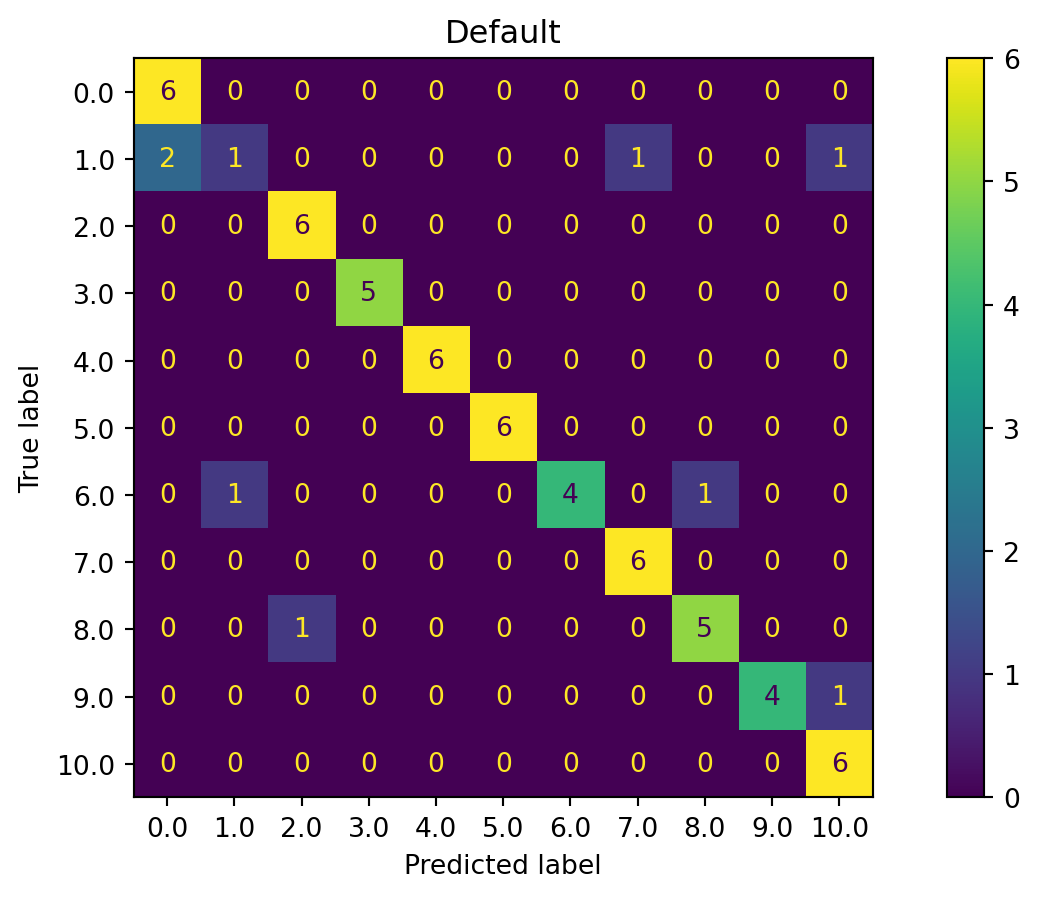 Default
True label
0.0 6 0 0 0 0 0 0 0 0 0 0
1.0 2 1 0 0 0 0 0 1 0 0 1
2.0 0 0 6 0 0 0 0 0 0 0 0
3.0 0 0 0 5 0 0 0 0 0 0 0
4.0 0 0 0 0 6 0 0 0 0 0 0
5.0 0 0 0 0 0 6 0 0 0 0 0
6.0 0 1 0 0 0 0 4 0 1 0 0
7.0 0 0 0 0 0 0 0 6 0 0 0
8.0 0 0 1 0 0 0 0 0 5 0 0
9.0 0 0 0 0 0 0 0 0 0 4 1
10.0 0 0 0 0 0 0 0 0 0 0 6
0.0 1.0 2.0 3.0 4.0 5.0 6.0 7.0 8.0 9.0 10.0
Predicted label
6
5
4
3
2
1
0